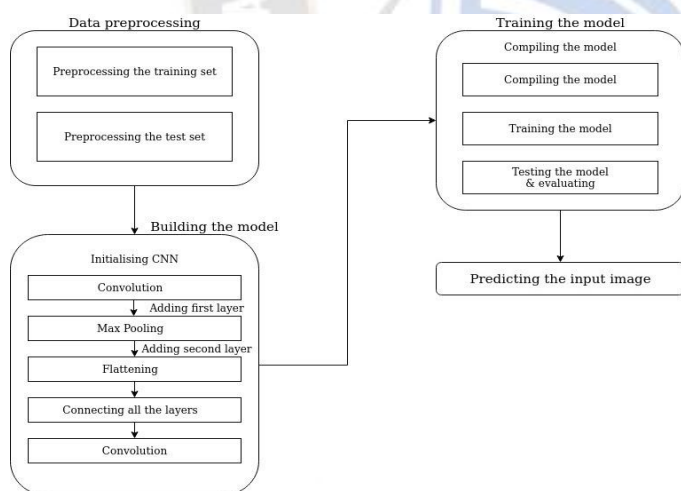 Data preprocessing
Preprocessing the training set
Preprocessing the test set
Building the model
Initialising CNN
Convolution
Adding first layer
Max Pooling
Adding second layer
Flattening
Connecting all the layers
Convolution
Training the model
Compiling the model
Compiling the model
Training the model
Testing the model
& evaluating
Predicting the input image